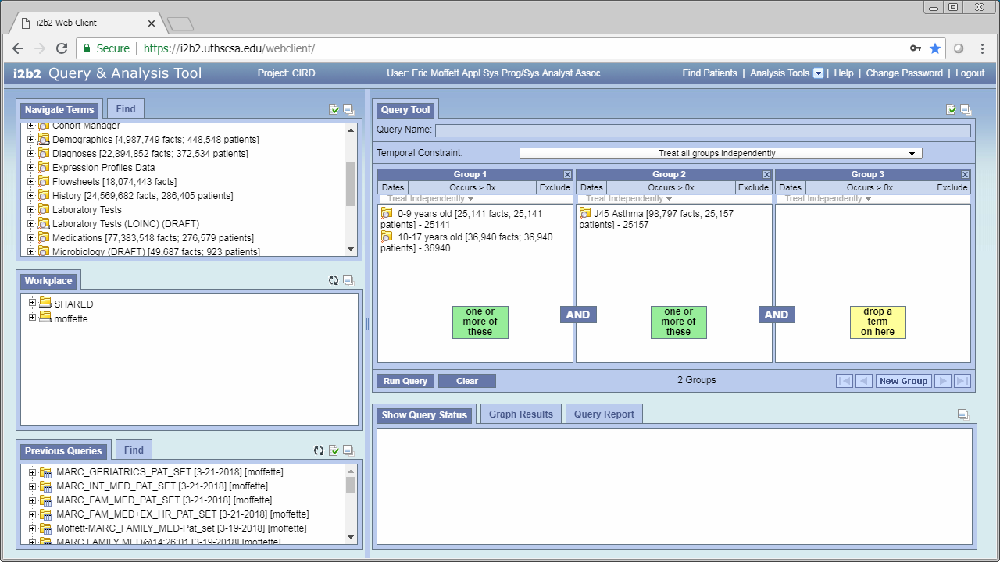 i2b2 Web Client
Secure
https://i2b2.uthscsa.edu/webclient/
i2b2 Query & Analysis Tool
Project: CIRD
User: Eric Moffett Appl Sys Prog/Sys Analyst Assoc
Find Patients | Analysis Tools | Help | Change Password | Logout
Navigate Terms
Find
Cohort Manager
Demographics [4,987,749 facts; 448,548 patients]
Diagnoses [22,894,852 facts; 372,534 patients]
Expression Profiles Data
Flowsheets [18,074,443 facts]
History [24,569,682 facts; 286,405 patients]
Laboratory Tests
Laboratory Tests (LOINC) (DRAFT)
Medications [77,383,518 facts; 276,579 patients]
Microbiology (DRAFT) [49,687 facts; 923 patients]
Workplace
SHARED
moffette
Previous Queries
Find
MARC_GERIATRICS_PAT_SET [3-21-2018] [moffette]
MARC_INT_MED_PAT_SET [3-21-2018] [moffette]
MARC_FAM_MED_PAT_SET [3-21-2018] [moffette]
MARC_FAM_MED+EX_HR_PAT_SET [3-21-2018] [moffette]
Moffett-MARC_FAMILY_MED-Pat_set [3-19-2018] [moffette]
MARC FAMILY MED@14:26:01 [3-19-2018] [moffette]
Query Tool
Query Name:
Temporal Constraint:
Treat all groups independently
Group 1
Dates
Occurs > 0x
Exclude
Treat Independently
0-9 years old [25,141 facts; 25,141
patients] - 25141
10-17 years old [36,940 facts; 36,940
patients] - 36940
one or
more of
these
AND
Group 2
Dates
Occurs > 0x
Exclude
Treat Independently
J45 Asthma [98,797 facts; 25,157
patients] - 25157
one or
more of
these
AND
Group 3
Dates
Occurs > 0x
Exclude
Treat Independently
drop a
term
on here
Run Query
Clear
2 Groups
New Group
Show Query Status
Graph Results
Query Report